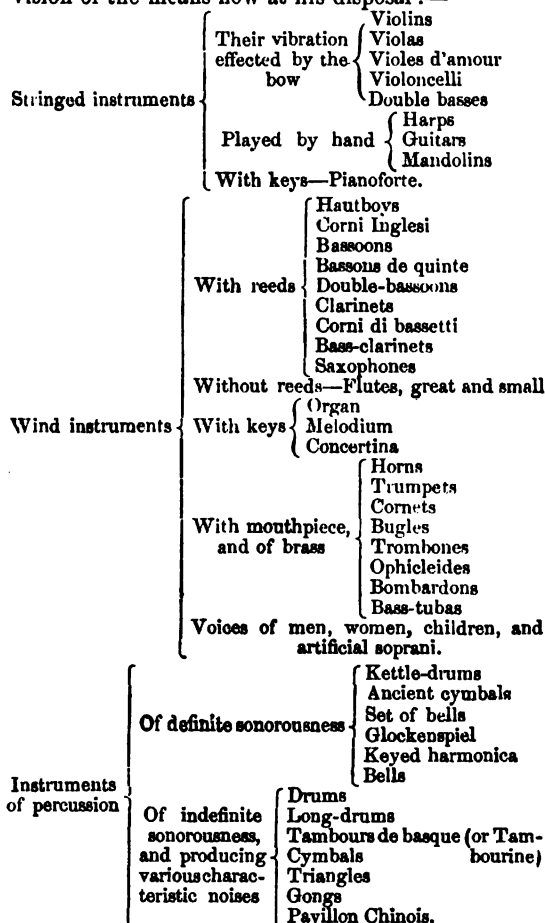 vision of the means now at his disposal:—
Violins
Their vibration
effected by the
bow
Violas
Violes d'amour
Violoncelli
Double basses
Stringed instruments
Played by hand
Harps
Guitars
Mandolins
With keys—Pianoforte.
With reeds
Hautboys
Corni Inglesi
Bassoons
Bassons de quinte
Double-bassoons
Clarinets
Corni di bassetti
Bass-clarinets
Saxophones
Without reeds—Flutes, great and small
Wind instruments
With keys
Organ
Melodium
Concertina
With mouthpiece,
and of brass
Horns
Trumpets
Cornets
Bugles
Trombones
Ophicleides
Bombardons
Bass-tubas
Voices of men, women, children, and
artificial soprani.
Instruments
of percussion
Of definite sonorousness
Kettle-drums
Ancient cymbals
Set of bells
Glockenspiel
Keyed harmonica
Bells
Of indefinite
sonorousness,
and producing
various charac-
teristic noises
Drums
Long-drums
Tambours de basque (or Tam-
Cymbals bourine)
Triangles
Gongs
Pavillon Chinois.